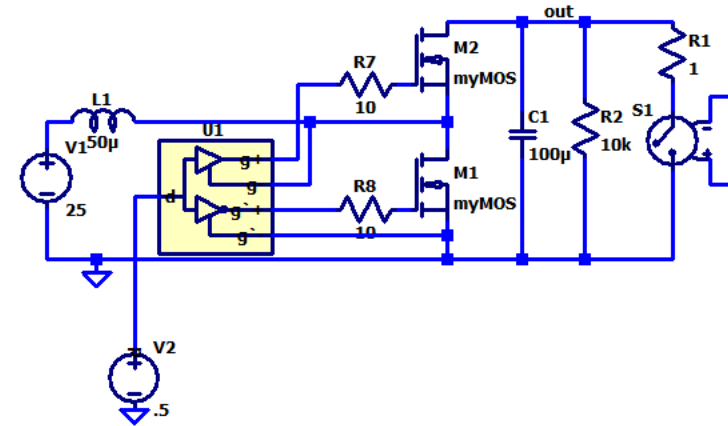 out
M2
R1
R7
myMOS
1
10
L1
S1
50µ
U1
C1
R2
V1
g+
100µ
10k
g
M1
R8
25
d
g`+
myMOS
10
g`
V2
.5